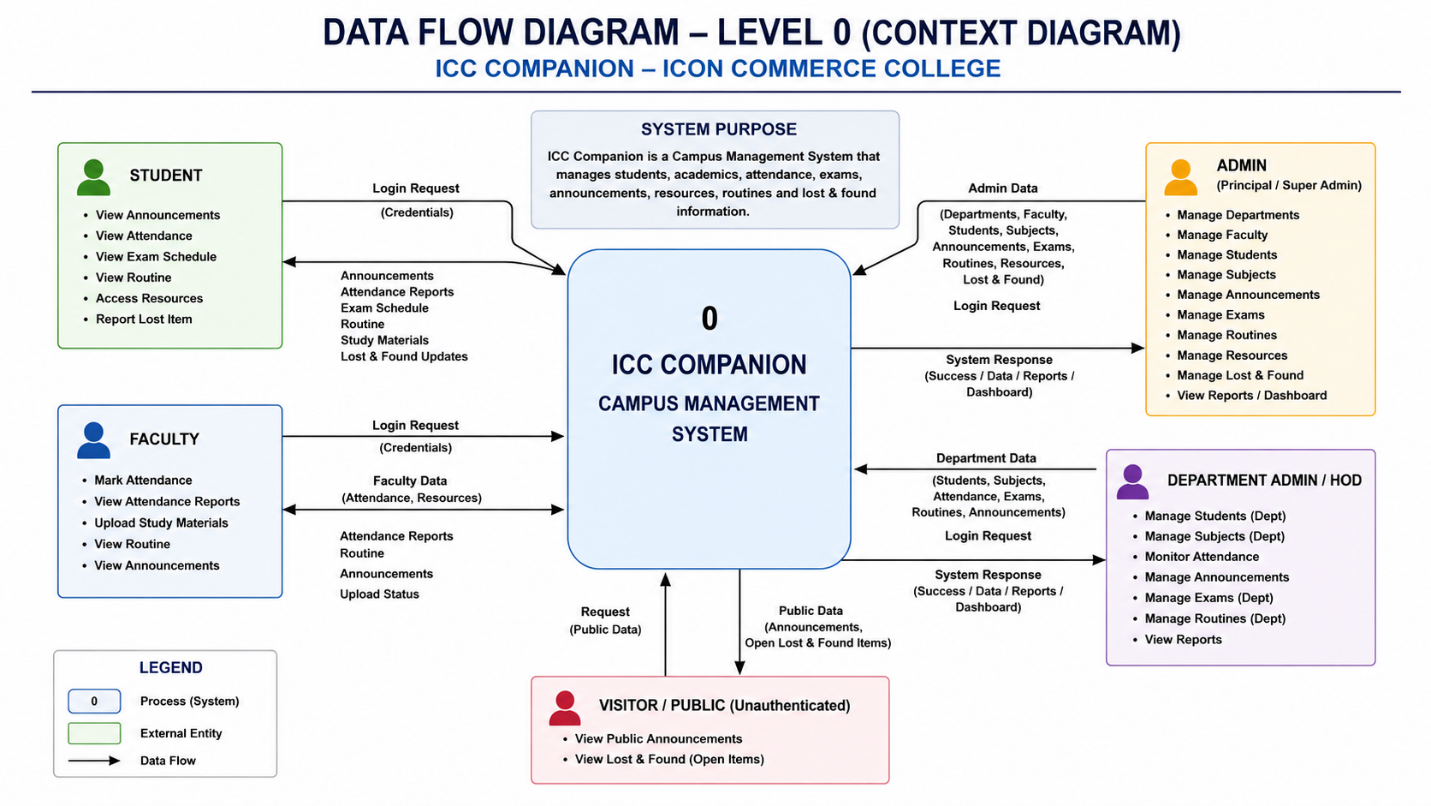 DATA FLOW DIAGRAM – LEVEL 0 (CONTEXT DIAGRAM)
ICC COMPANION – ICON COMMERCE COLLEGE
SYSTEM PURPOSE
ICC Companion is a Campus Management System that
manages students, academics, attendance, exams,
announcements, resources, routines and lost & found
information.
STUDENT
• View Announcements
• View Attendance
• View Exam Schedule
• View Routine
• Access Resources
• Report Lost Item
Login Request
(Credentials)
Announcements
Attendance Reports
Exam Schedule
Routine
Study Materials
Lost & Found Updates
0
ICC COMPANION
CAMPUS MANAGEMENT
SYSTEM
Admin Data
(Departments, Faculty,
Students, Subjects,
Announcements, Exams,
Routines, Resources,
Lost & Found)
Login Request
System Response
(Success / Data / Reports /
Dashboard)
ADMIN
(Principal / Super Admin)
• Manage Departments
• Manage Faculty
• Manage Students
• Manage Subjects
• Manage Announcements
• Manage Exams
• Manage Routines
• Manage Resources
• Manage Lost & Found
• View Reports / Dashboard
FACULTY
• Mark Attendance
• View Attendance Reports
• Upload Study Materials
• View Routine
• View Announcements
Login Request
(Credentials)
Faculty Data
(Attendance, Resources)
Attendance Reports
Routine
Announcements
Upload Status
Department Data
(Students, Subjects,
Attendance, Exams,
Routines, Announcements)
Login Request
System Response
(Success / Data / Reports /
Dashboard)
DEPARTMENT ADMIN / HOD
• Manage Students (Dept)
• Manage Subjects (Dept)
• Monitor Attendance
• Manage Announcements
• Manage Exams (Dept)
• Manage Routines (Dept)
• View Reports
Request
(Public Data)
Public Data
(Announcements,
Open Lost & Found Items)
VISITOR / PUBLIC (Unauthenticated)
• View Public Announcements
• View Lost & Found (Open Items)
LEGEND
0 Process (System)
External Entity
Data Flow